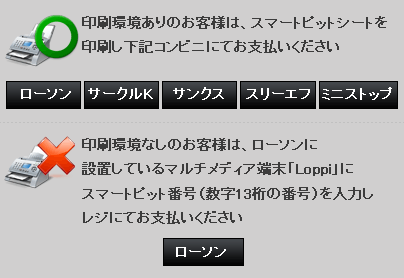 印刷環境ありのお客様は、スマートピットシートを
印刷し下記コンビニにてお支払いください
ローソン サークルK サンクス スリーエフ ミニストップ
印刷環境なしのお客様は、ローソンに
設置しているマルチメディア端末「Loppi」に
スマートピット番号（数字13桁の番号）を入力し
レジにてお支払いください
ローソン